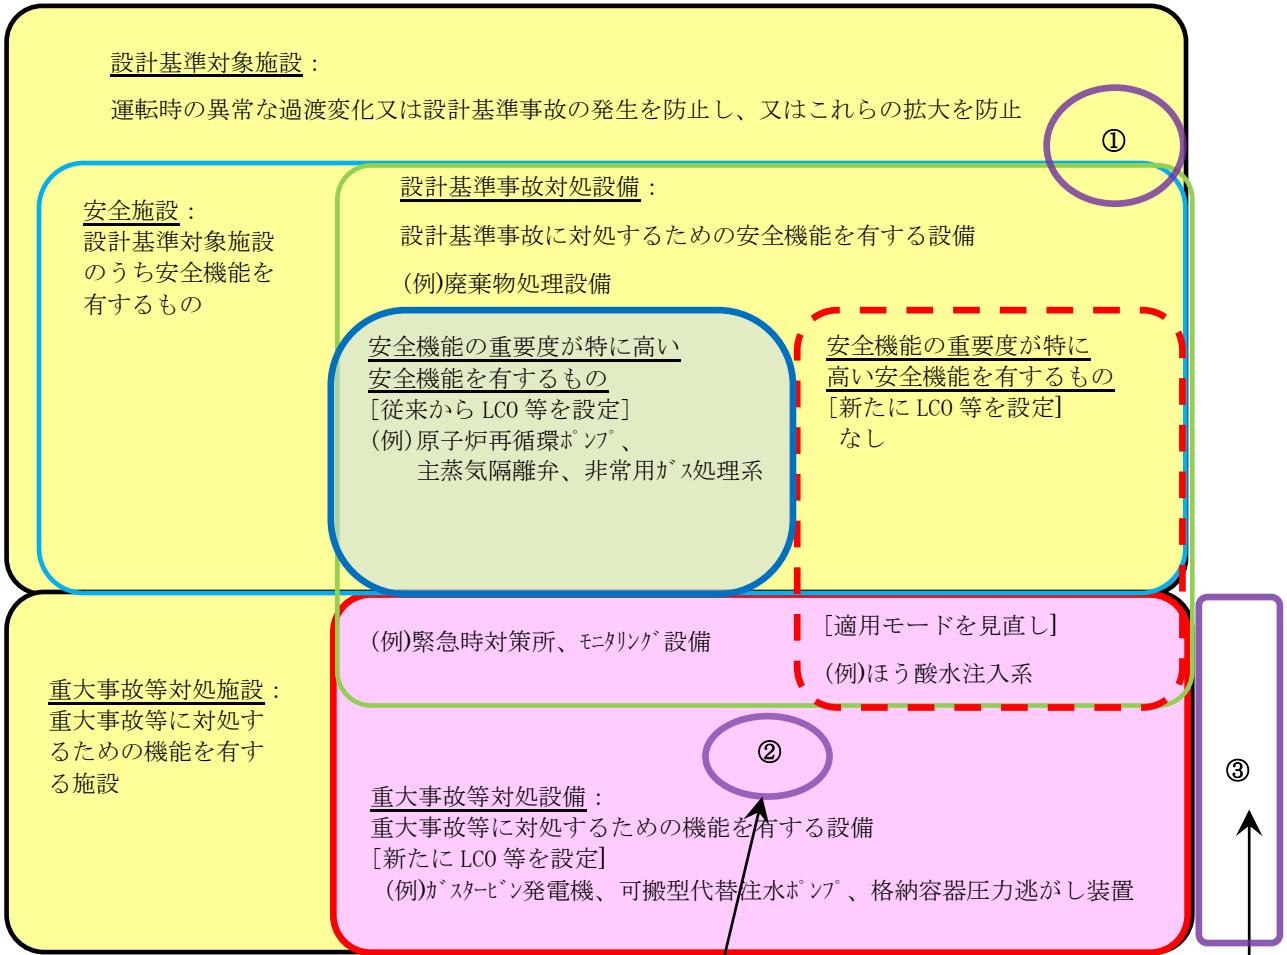 設計基準対象施設：
運転時の異常な過渡変化又は設計基準事故の発生を防止し、又はこれらの拡大を防止
①
安全施設：
設計基準対象施設
のうち安全機能を
有するもの
設計基準事故対処設備：
設計基準事故に対処するための安全機能を有する設備
(例)廃棄物処理設備
安全機能の重要度が特に高い
安全機能を有するもの
[従来から LCO 等を設定]
(例)原子炉再循環ﾎﾟﾝﾌﾟ、
主蒸気隔離弁、非常用ｶﾞｽ処理系
安全機能の重要度が特に
高い安全機能を有するもの
[新たに LCO 等を設定]
なし
(例)緊急時対策所、ﾓﾆﾀﾘﾝｸﾞ設備
[適用モードを見直し]
(例)ほう酸水注入系
重大事故等対処施設：
重大事故等に対処す
るための機能を有す
る施設
②
重大事故等対処設備：
重大事故等に対処するための機能を有する設備
[新たに LCO 等を設定]
(例)ｶﾞｽﾀｰﾋﾞﾝ発電機、可搬型代替注水ﾎﾟﾝﾌﾟ、格納容器圧力逃がし装置
③